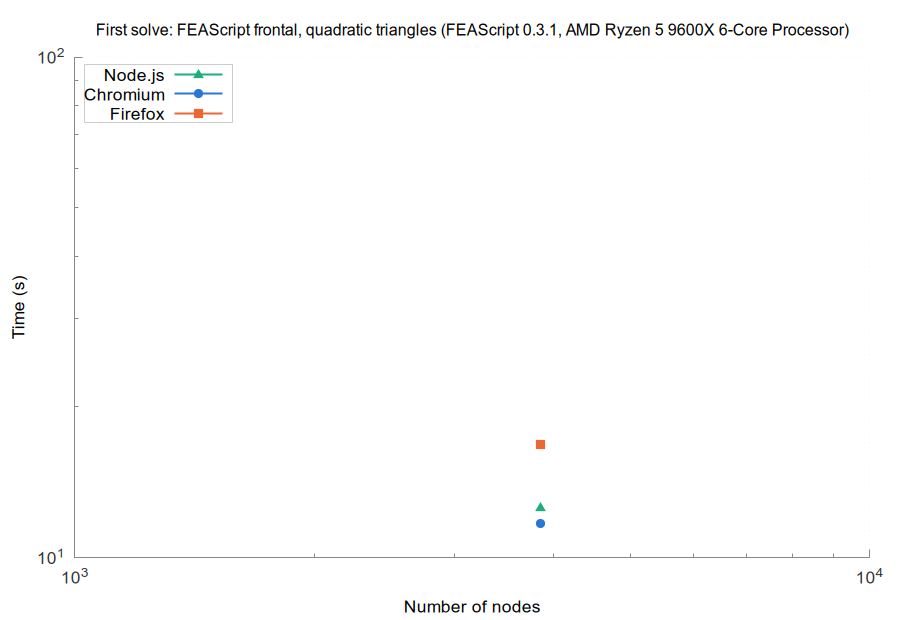 First solve: FEAScript frontal, quadratic triangles (FEAScript 0.3.1, AMD Ryzen 5 9600X 6-Core Processor)
10²
Node.js
Chromium
Firefox
Time (s)
10¹
10³
10⁴
Number of nodes